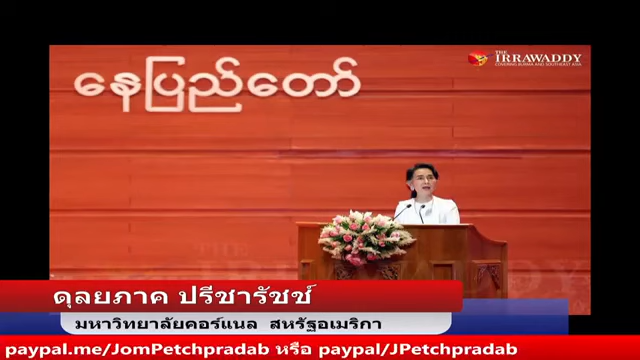 THE
IRRAWADDY
COVERING BURMA AND SOUTHEAST ASIA
နေပြည်တော်
ดุลยภาค ปรีชารัชช์
มหาวิทยาลัยคอร์แนล สหรัฐอเมริกา
paypal.me/JomPetchpradab หรือ paypal/JPetchpradab